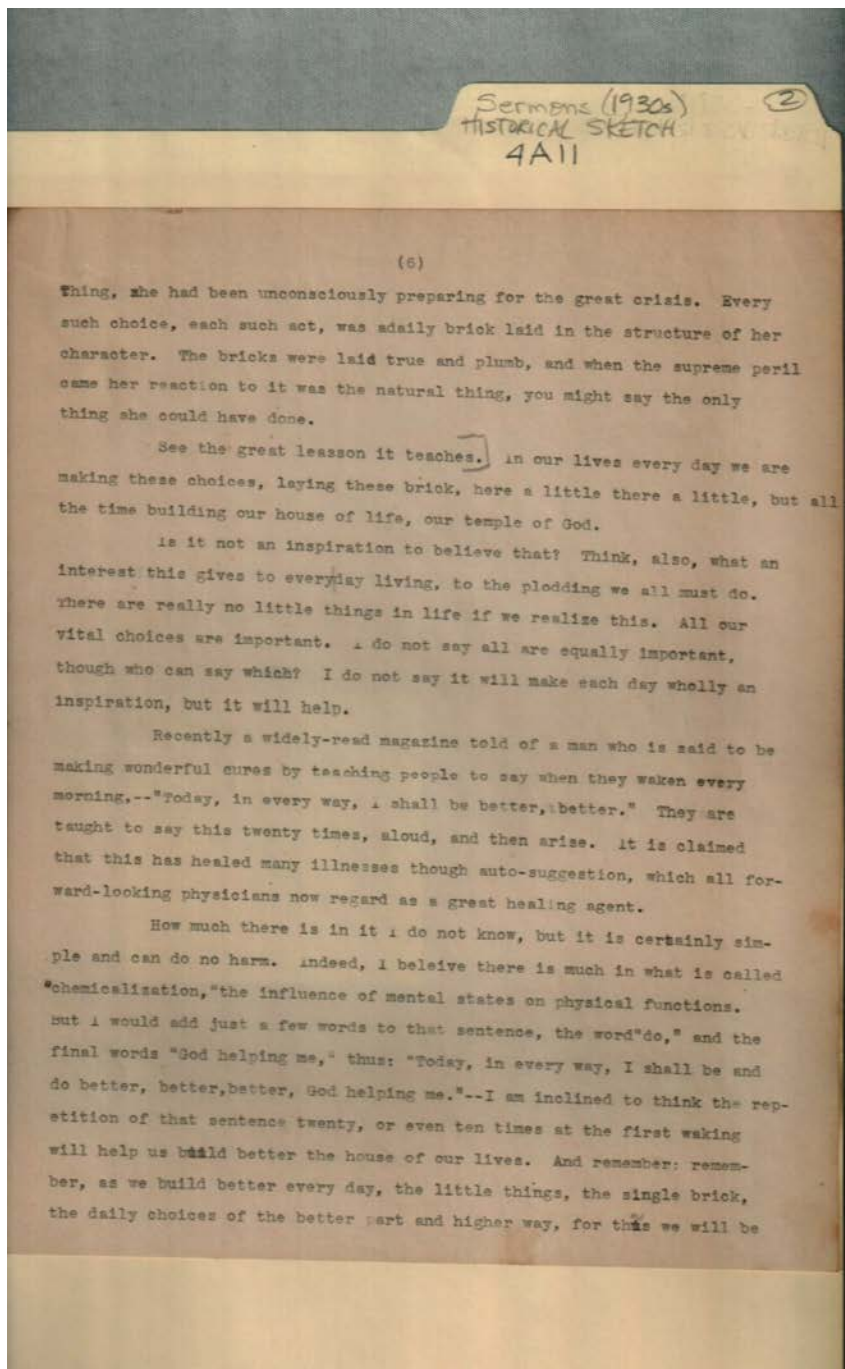 Sermons (1930s) 2
HISTORICAL SKETCH
4A11
(6)
thing, she had been unconsciously preparing for the great crisis. Every
such choice, each such act, was adaily brick laid in the structure of her
character. The bricks were laid true and plumb, and when the supreme peril
came her reaction to it was the natural thing, you might say the only
thing she could have done.
See the great leasson it teaches.] In our lives every day we are
making these choices, laying these brick, here a little there a little, but all
the time building our house of life, our temple of God.
Is it not an inspiration to believe that? Think, also, what an
interest this gives to everyday living, to the plodding we all must do.
There are really no little things in life if we realize this. All our
vital choices are important. I do not say all are equally important,
though who can say which? I do not say it will make each day wholly an
inspiration, but it will help.
Recently a widely-read magazine told of a man who is said to be
making wonderful cures by teaching people to say when they waken every
morning,--"Today, in every way, I shall be better, better." They are
taught to say this twenty times, aloud, and then arise. It is claimed
that this has healed many illnesses though auto-suggestion, which all for-
ward-looking physicians now regard as a great healing agent.
How much there is in it I do not know, but it is certainly sim-
ple and can do no harm. Indeed, I beleive there is much in what is called
"chemicalization,"the influence of mental states on physical functions.
But I would add just a few words to that sentence, the word"do," and the
final words "God helping me," thus: "Today, in every way, I shall be and
do better, better,better, God helping me."--I am inclined to think the rep-
etition of that sentence twenty, or even ten times at the first waking
will help us build better the house of our lives. And remember: remem-
ber, as we build better every day, the little things, the single brick,
the daily choices of the better part and higher way, for this we will be